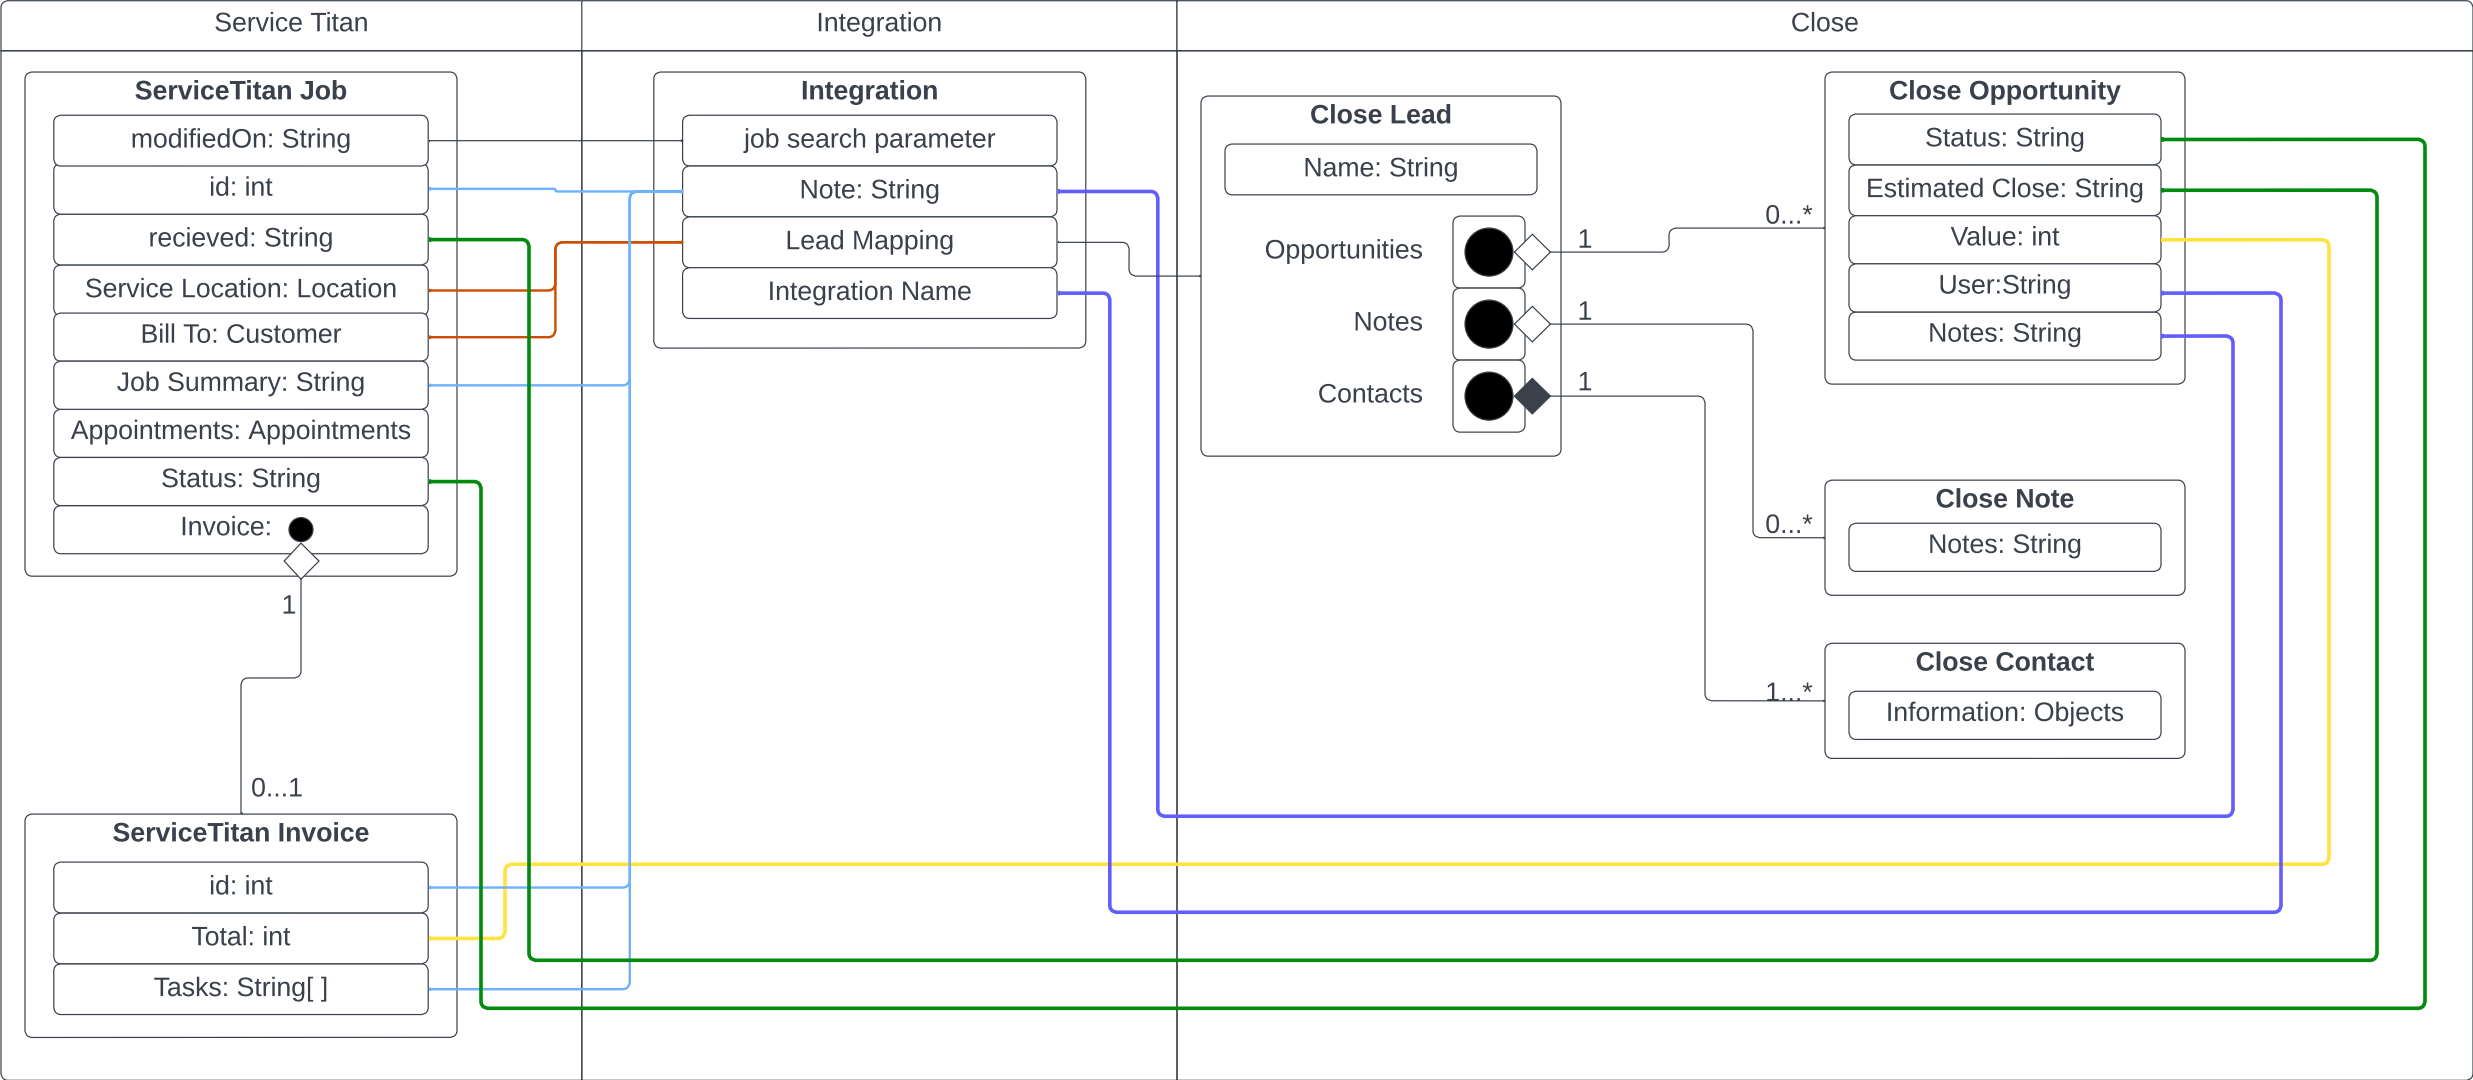 Service Titan
Integration
Close
ServiceTitan Job
modifiedOn: String
id: int
recieved: String
Service Location: Location
Bill To: Customer
Job Summary: String
Appointments: Appointments
Status: String
Invoice:
1
0...1
ServiceTitan Invoice
id: int
Total: int
Tasks: String[ ]
Integration
job search parameter
Note: String
Lead Mapping
Integration Name
Close Lead
Name: String
Opportunities
1
0...*
Notes
1
0...*
Contacts
1
1...*
Close Opportunity
Status: String
Estimated Close: String
Value: int
User:String
Notes: String
Close Note
Notes: String
Close Contact
Information: Objects